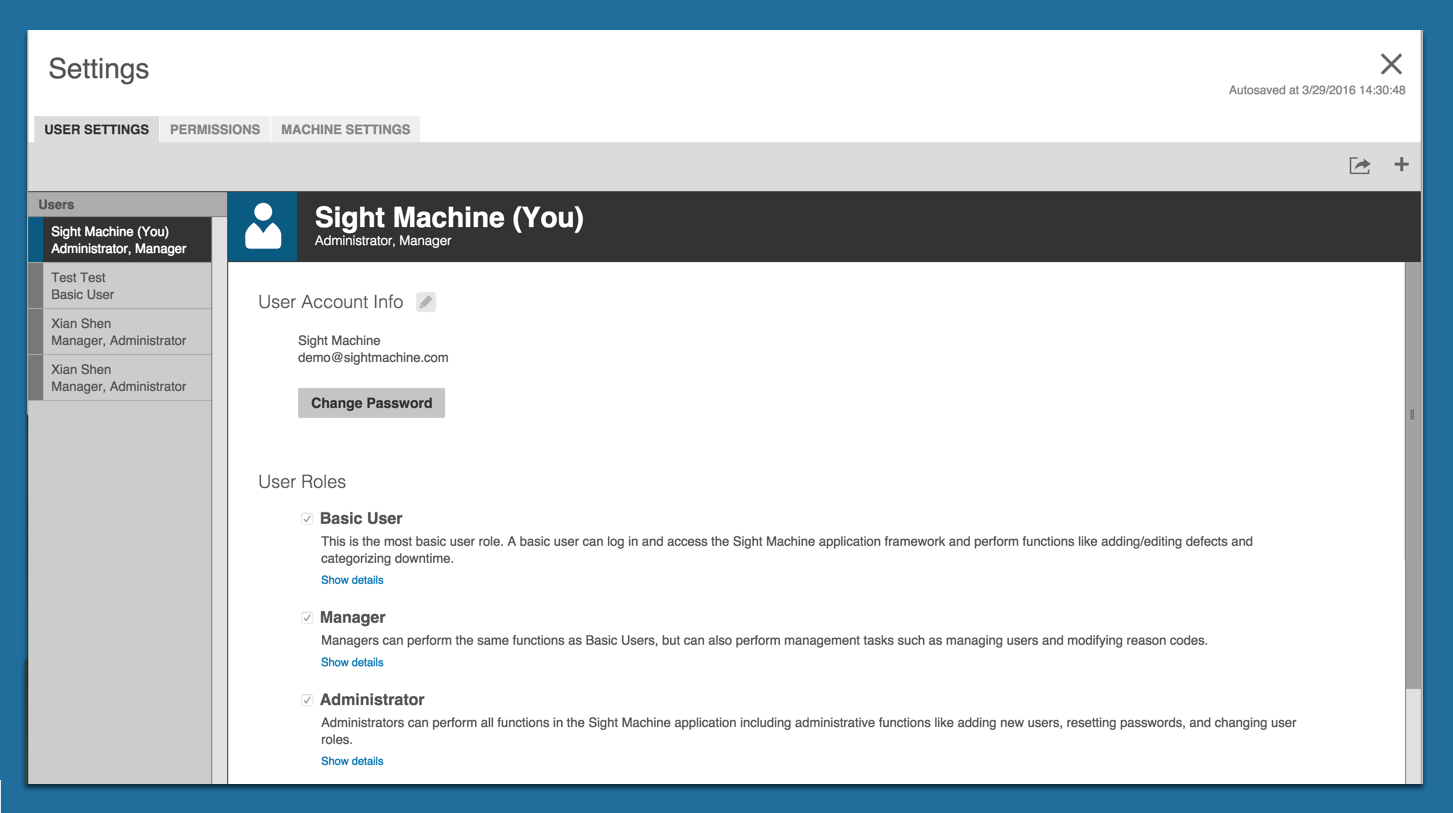 Settings
Autosaved at 3/29/2016 14:30:48
USER SETTINGS
PERMISSIONS
MACHINE SETTINGS
Users
Sight Machine (You)
Administrator, Manager
Test Test
Basic User
Xian Shen
Manager, Administrator
Xian Shen
Manager, Administrator
Sight Machine (You)
Administrator, Manager
User Account Info
Sight Machine
demo@sightmachine.com
Change Password
User Roles
Basic User
This is the most basic user role. A basic user can log in and access the Sight Machine application framework and perform functions like adding/editing defects and
categorizing downtime.
Show details
Manager
Managers can perform the same functions as Basic Users, but can also perform management tasks such as managing users and modifying reason codes.
Show details
Administrator
Administrators can perform all functions in the Sight Machine application including administrative functions like adding new users, resetting passwords, and changing user
roles.
Show details